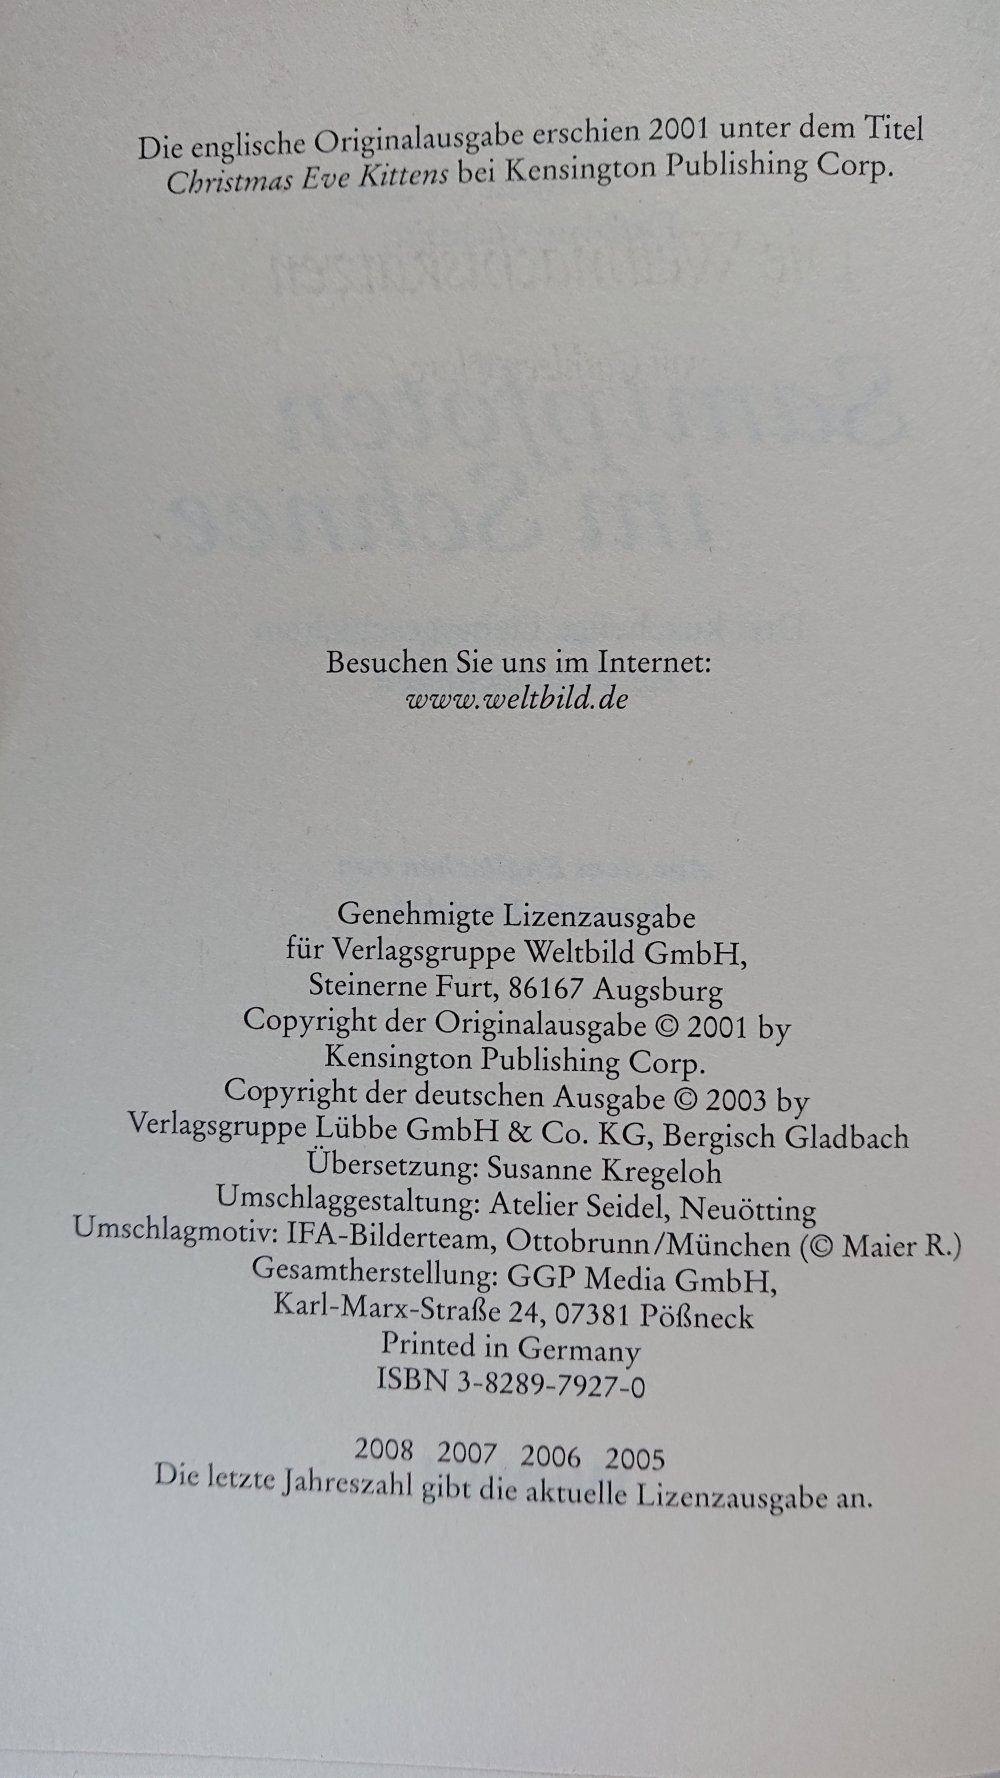 Die englische Originalausgabe erschien 2001 unter dem Titel
Christmas Eve Kittens bei Kensington Publishing Corp.
Samtpfoten
im Schnee
Besuchen Sie uns im Internet:
www.weltbild.de
Genehmigte Lizenzausgabe
für Verlagsgruppe Weltbild GmbH,
Steinerne Furt, 86167 Augsburg
Copyright der Originalausgabe © 2001 by
Kensington Publishing Corp.
Copyright der deutschen Ausgabe © 2003 by
Verlagsgruppe Lübbe GmbH & Co. KG, Bergisch Gladbach
Übersetzung: Susanne Kregeloh
Umschlaggestaltung: Atelier Seidel, Neuötting
Umschlagmotiv: IFA-Bilderteam, Ottobrunn/München (© Maier R.)
Gesamtherstellung: GGP Media GmbH,
Karl-Marx-Straße 24, 07381 Pößneck
Printed in Germany
ISBN 3-8289-7927-0
2008 2007 2006 2005
Die letzte Jahreszahl gibt die aktuelle Lizenzausgabe an.